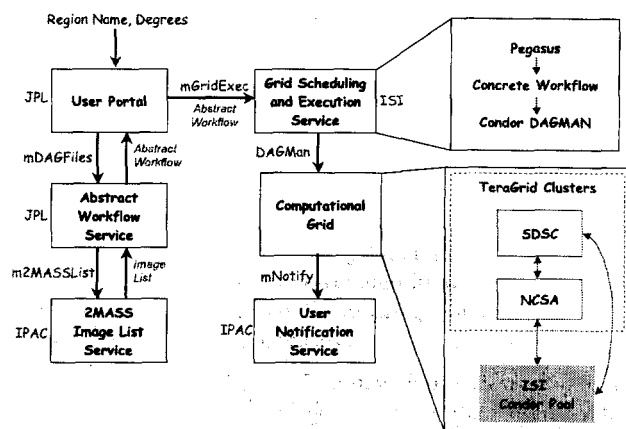 Region Name, Degrees
JPL
User Portal
mGridExec
Abstract
Workflow
Grid Scheduling
and Execution
Service
ISI
Pegasus
Concrete Workflow
Condor DAGMAN
mDAGFiles
Abstract
Workflow
DAGMan
JPL
Abstract
Workflow
Service
Computational
Grid
TeraGrid Clusters
SDSC
NCSA
m2MASSList
Image
List
mNotify
IPAC
2MASS
Image List
Service
IPAC
User
Notification
Service
ISI
Condor Pool